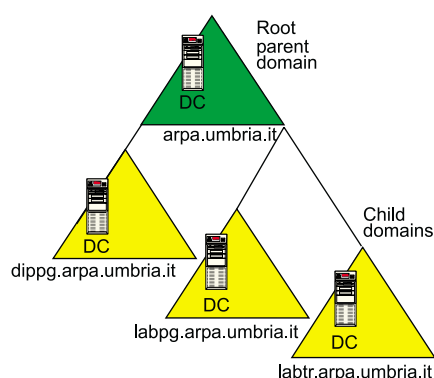 Root
parent
domain
DC
arpa.umbria.it
DC
dippg.arpa.umbria.it
Child
domains
DC
labpg.arpa.umbria.it
DC
labtr.arpa.umbria.it